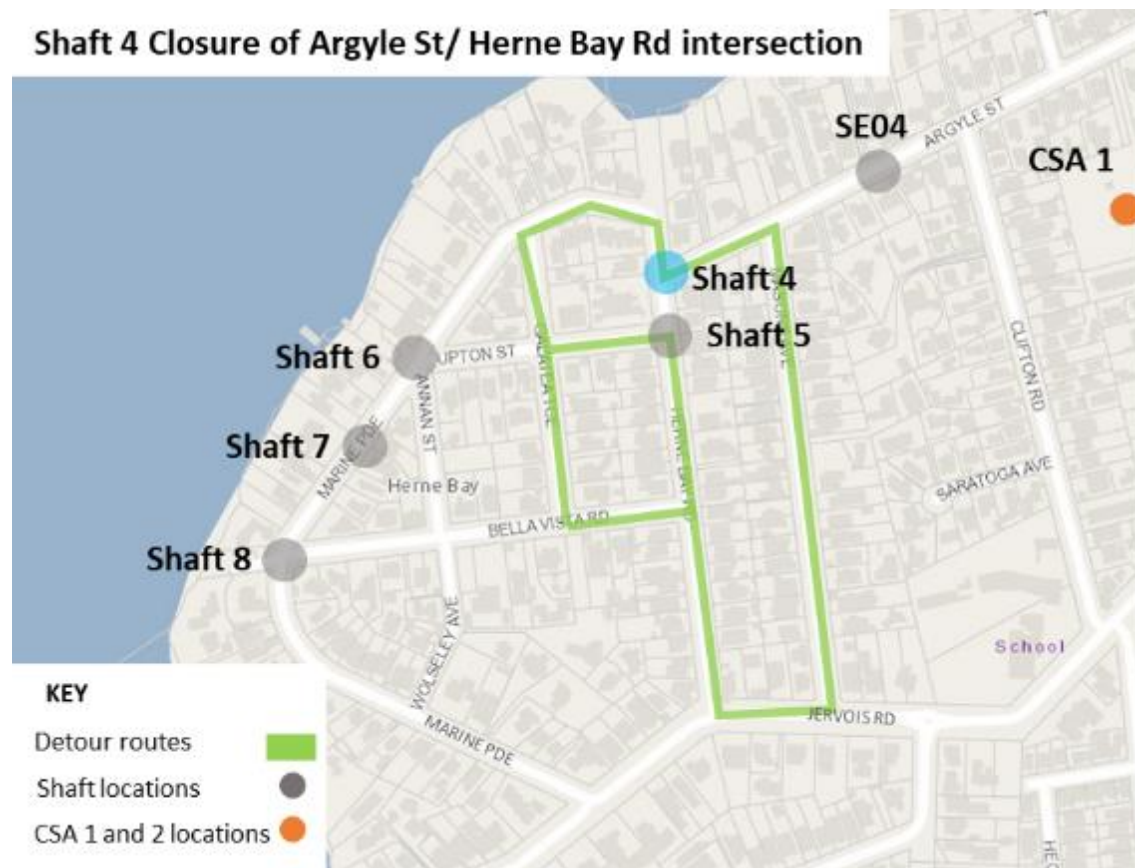 Shaft 4 Closure of Argyle St/ Herne Bay Rd intersection
SE04
ARGYLE ST
CSA 1
Shaft 4
Shaft 5
Shaft 6
UPTON ST
ANNAN ST
CLIFTON RD
Shaft 7
MARINE PDE
Herne Bay
SARATOGA AVE
BELLA VISTA RD
Shaft 8
WOLSELEY AVE
School
KEY
JERVOIS RD
MARINE PDE
Detour routes
Shaft locations
CSA 1 and 2 locations